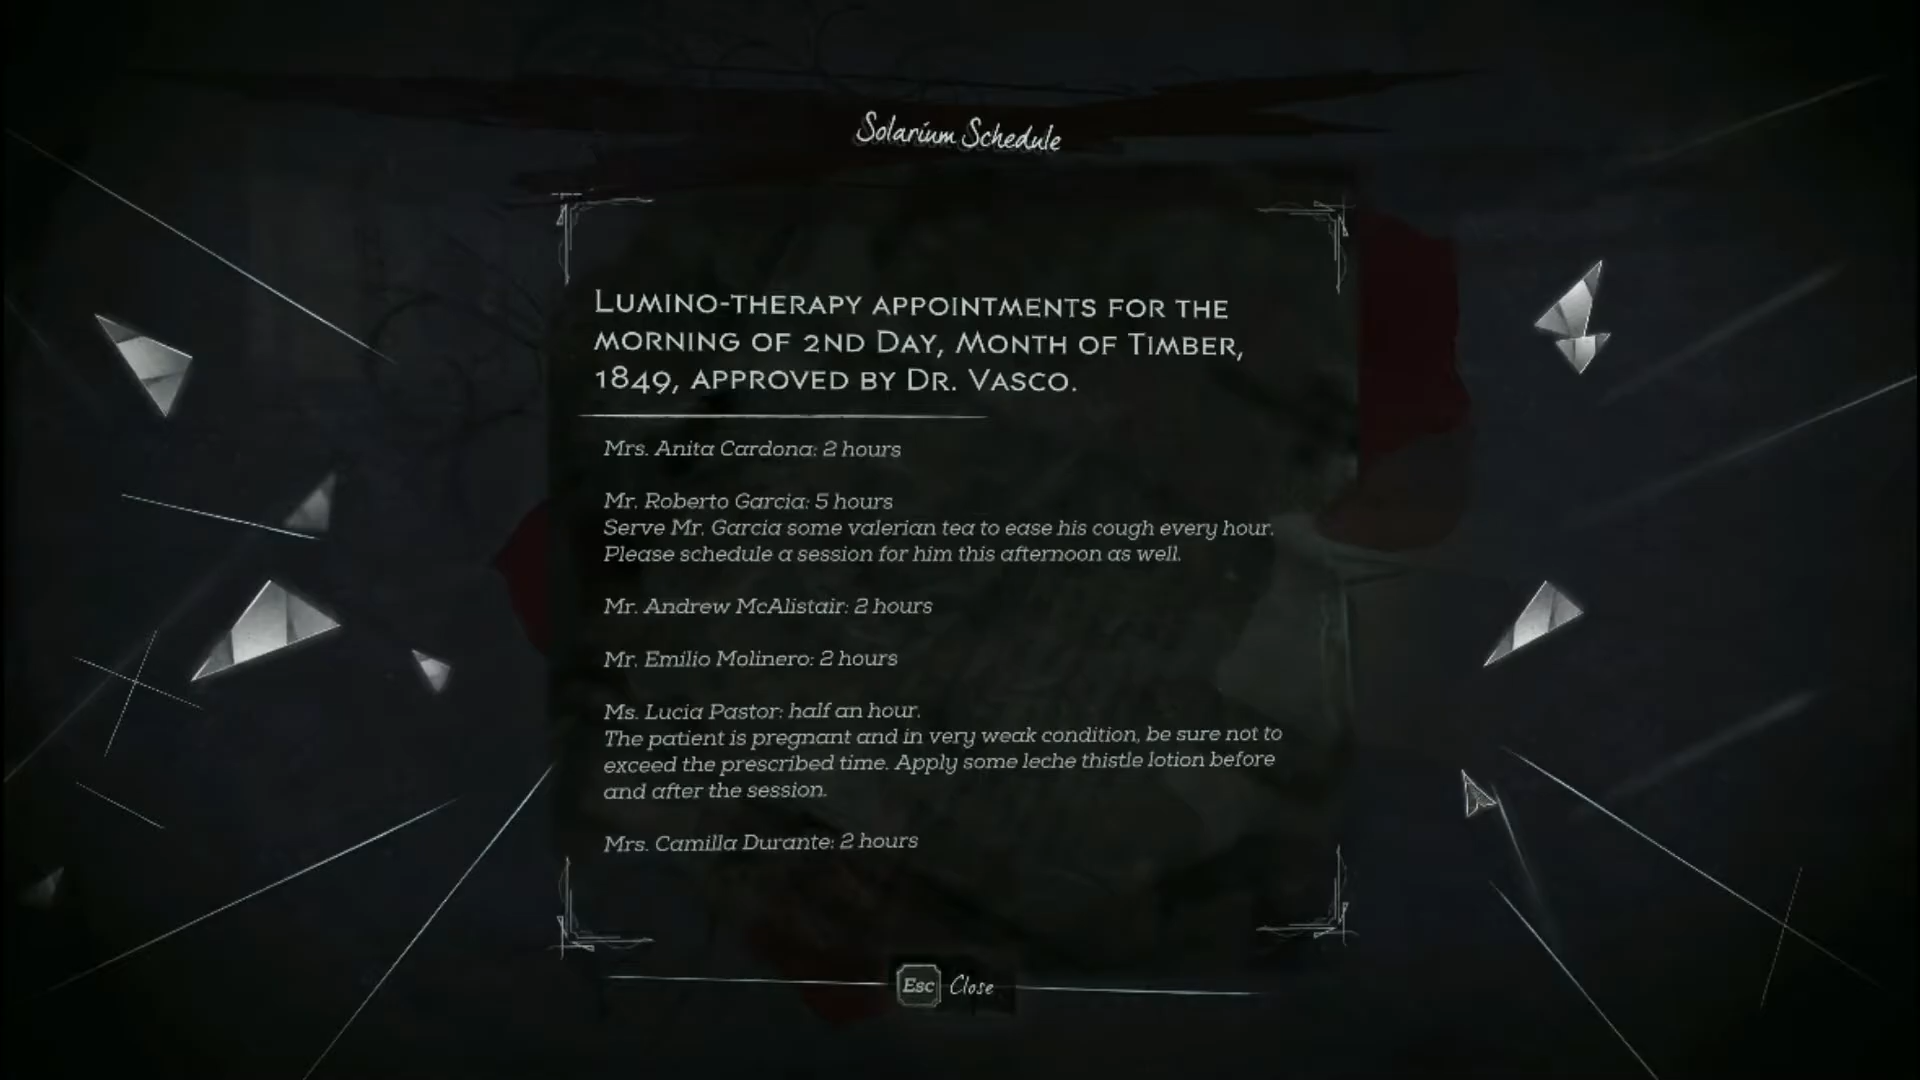 Solarium Schedule
Lumino-therapy appointments for the
morning of 2nd Day, Month of Timber,
1849, approved by Dr. Vasco.
Mrs. Anita Cardona: 2 hours
Mr. Roberto Garcia: 5 hours
Serve Mr. Garcia some valerian tea to ease his cough every hour.
Please schedule a session for him this afternoon as well.
Mr. Andrew McAlistair: 2 hours
Mr. Emilio Molinero: 2 hours
Ms. Lucia Pastor: half an hour.
The patient is pregnant and in very weak condition, be sure not to
exceed the prescribed time. Apply some leche thistle lotion before
and after the session.
Mrs. Camilla Durante: 2 hours
Esc Close